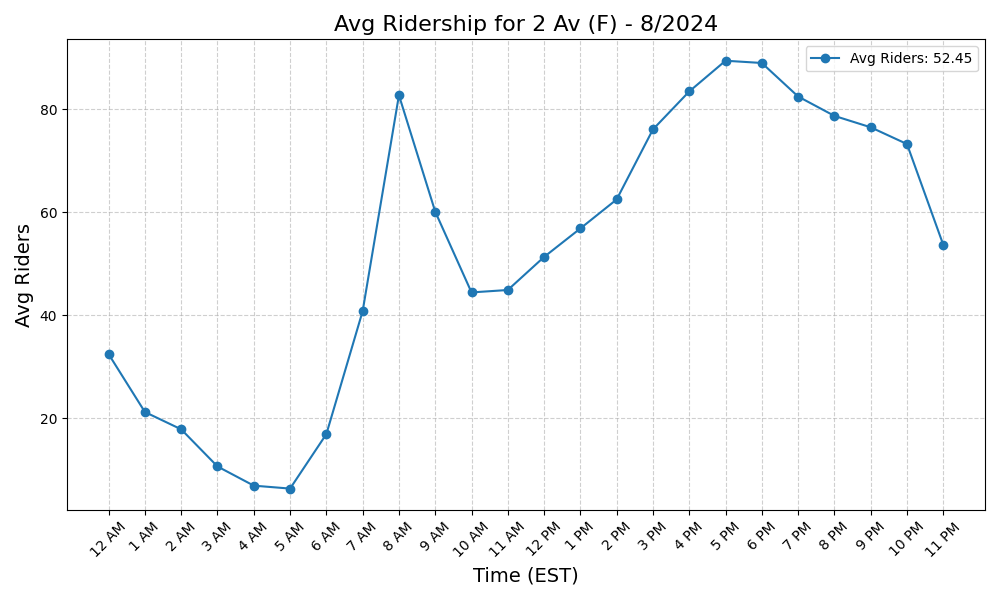 Avg Ridership for 2 Av (F) - 8/2024
Avg Riders: 52.45
80
60
40
20
Avg Riders
12 AM
1 AM
2 AM
3 AM
4 AM
5 AM
6 AM
7 AM
8 AM
9 AM
10 AM
11 AM
12 PM
1 PM
2 PM
3 PM
4 PM
5 PM
6 PM
7 PM
8 PM
9 PM
10 PM
11 PM
Time (EST)